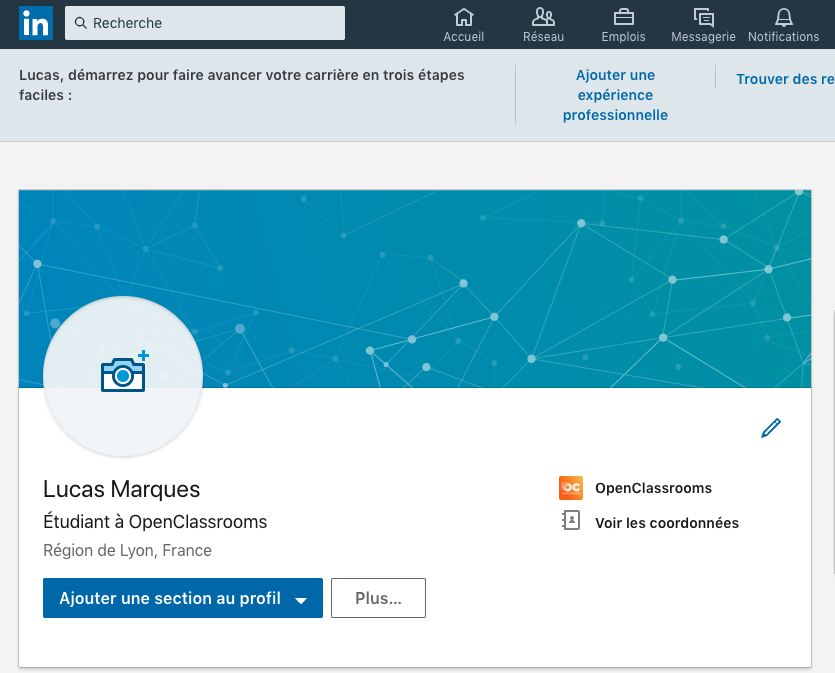 in
Recherche
Accueil
Réseau
Emplois
Messagerie
Notifications
Lucas, démarrez pour faire avancer votre carrière en trois étapes
faciles :
Ajouter une
expérience
professionnelle
Trouver des re
Lucas Marques
Étudiant à OpenClassrooms
Région de Lyon, France
OC
OpenClassrooms
Voir les coordonnées
Ajouter une section au profil
Plus...